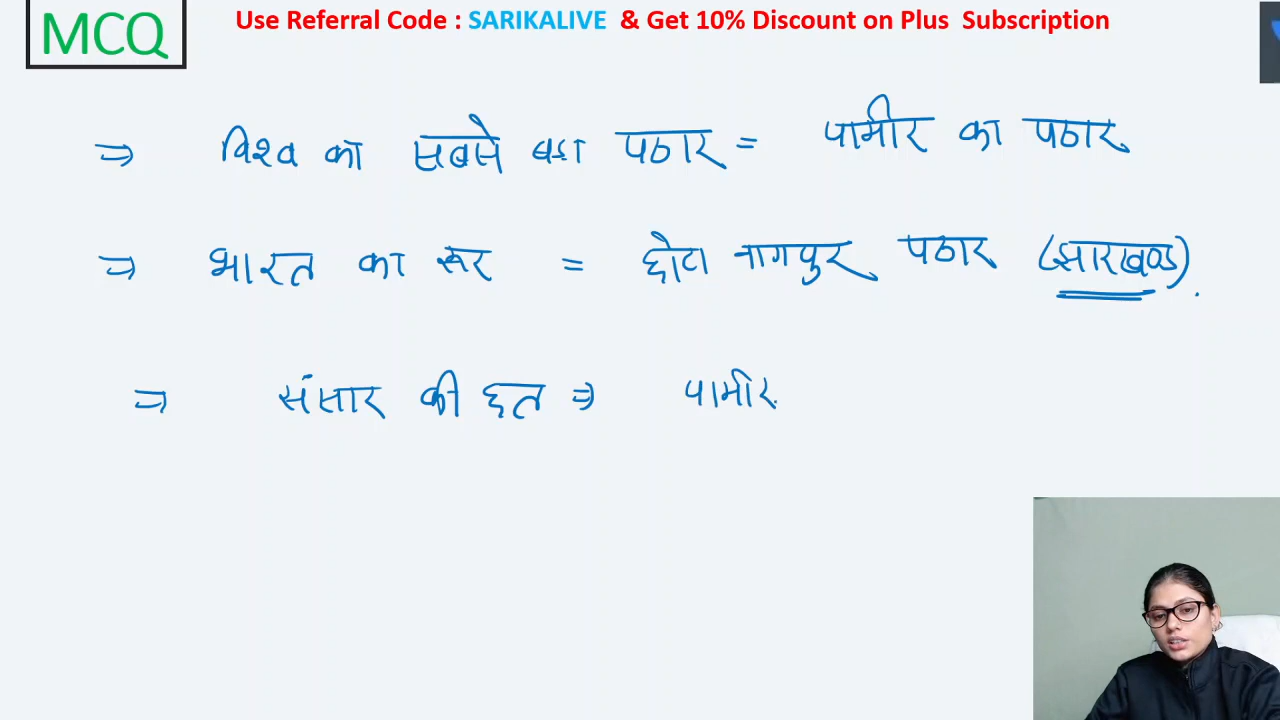 MCQ
Use Referral Code : SARIKALIVE & Get 10% Discount on Plus Subscription
⇒ विश्व का सबसे बड़ा पठार = पामीर का पठार
⇒ भारत का रूर = छोटा नागपुर पठार (झारखण्ड).
⇒ संसार की छत ⇒ पामीर